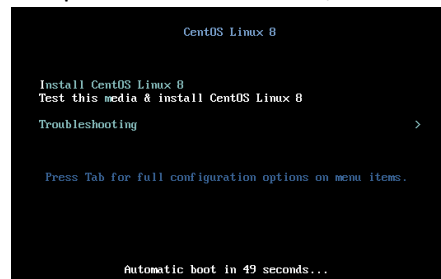 CentOS Linux 8
Install CentOS Linux 8
Test this media & install CentOS Linux 8
Troubleshooting >
Press Tab for full configuration options on menu items.
Automatic boot in 49 seconds...